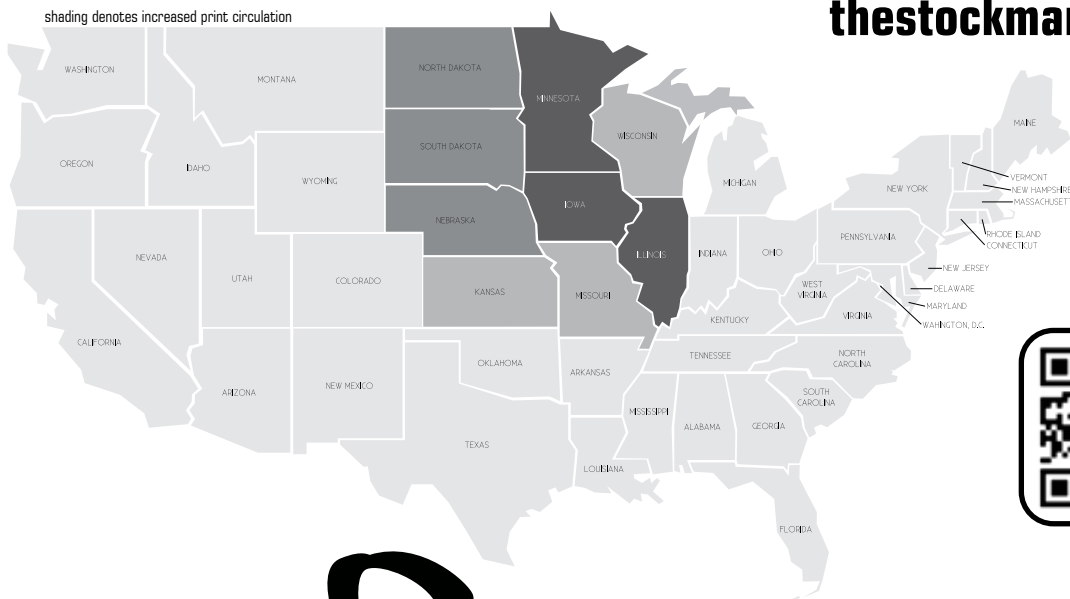 shading denotes increased print circulation
thestockma
WASHINGTON
MONTANA
NORTH DAKOTA
MINNESOTA
OREGON
IDAHO
WYOMING
SOUTH DAKOTA
WISCONSIN
MICHIGAN
MAINE
NEW YORK
VERMONT
NEW HAMPSHIRE
MASSACHUSETT
RHODE ISLAND
CONNECTICUT
NEVADA
UTAH
COLORADO
NEBRASKA
IOWA
ILLINOIS
INDIANA
OHIO
PENNSYLVANIA
NEW JERSEY
DELAWARE
MARYLAND
WAHINGTON, D.C.
CALIFORNIA
KANSAS
MISSOURI
KENTUCKY
WEST
VIRGINIA
VIRGINIA
ARIZONA
NEW MEXICO
OKLAHOMA
ARKANSAS
TENNESSEE
NORTH
CAROLINA
SOUTH
CAROLINA
TEXAS
LOUISIANA
MISSISSIPPI
ALABAMA
GEORGIA
FLORIDA